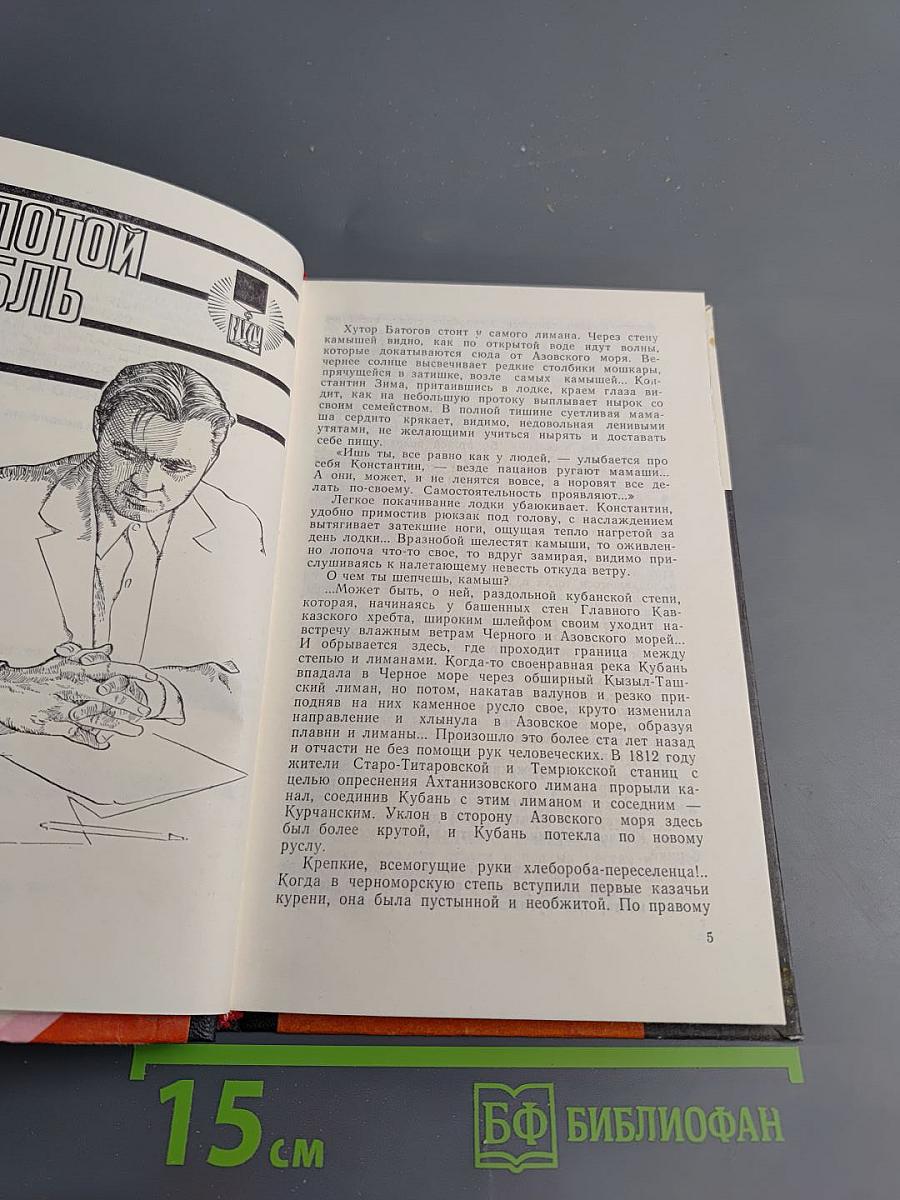 ЛОТОЙ
БЛЬ
Хутор Батогов стоит у самого лимана. Через стену
камышей видно, как по открытой воде идут волны,
которые докатываются сюда от Азовского моря. Ве-
чернее солнце высвечивает редкие столбики мошкары,
прячущейся в затишке, возле самых камышей... Кон-
стантин Зима, притаившись в лодке, краем глаза ви-
дит, как на небольшую протоку выплывает нырок со
своим семейством. В полной тишине суетливая мама-
ша сердито крякает, видимо, недовольная ленивыми
утятами, не желающими учиться нырять и доставать
себе пищу.
«Ишь ты, все равно как у людей, — улыбается про
себя Константин, — везде пацанов ругают мамаши...
А они, может, и не ленятся вовсе, а норовят все де-
лать по-своему. Самостоятельность проявляют...»
Легкое покачивание лодки убаюкивает. Константин,
удобно примостив рюкзак под голову, с наслаждением
вытягивает затекшие ноги, ощущая тепло нагретой за
день лодки... Вразнобой шелестят камыши, то оживлен-
но лопоча что-то свое, то вдруг замирая, видимо при-
слушиваясь к налетающему невесть откуда ветру.
О чем ты шепчешь, камыш?
...Может быть, о ней, раздольной кубанской степи,
которая, начинаясь у башенных стен Главного Кав-
казского хребта, широким шлейфом своим уходит на-
встречу влажным ветрам Черного и Азовского морей...
И обрывается здесь, где проходит граница между
степью и лиманами. Когда-то своенравная река Кубань
впадала в Черное море через обширный Кызыл-Таш-
ский лиман, но потом, накатав валунов и резко при-
подняв на них каменное русло свое, круто изменила
направление и хлынула в Азовское море, образуя
плавни и лиманы... Произошло это более ста лет назад
и отчасти не без помощи рук человеческих. В 1812 году
жители Старо-Титаровской и Темрюкской станиц с
целью опреснения Ахтанизовского лимана прорыли ка-
нал, соединив Кубань с этим лиманом и соседним —
Курчанским. Уклон в сторону Азовского моря здесь
был более крутой, и Кубань потекла по новому
руслу.
Крепкие, всемогущие руки хлебороба-переселенца!..
Когда в черноморскую степь вступили первые казачьи
курени, она была пустынной и необжитой. По правому
5
15 см
БФ БИБЛИОФАН